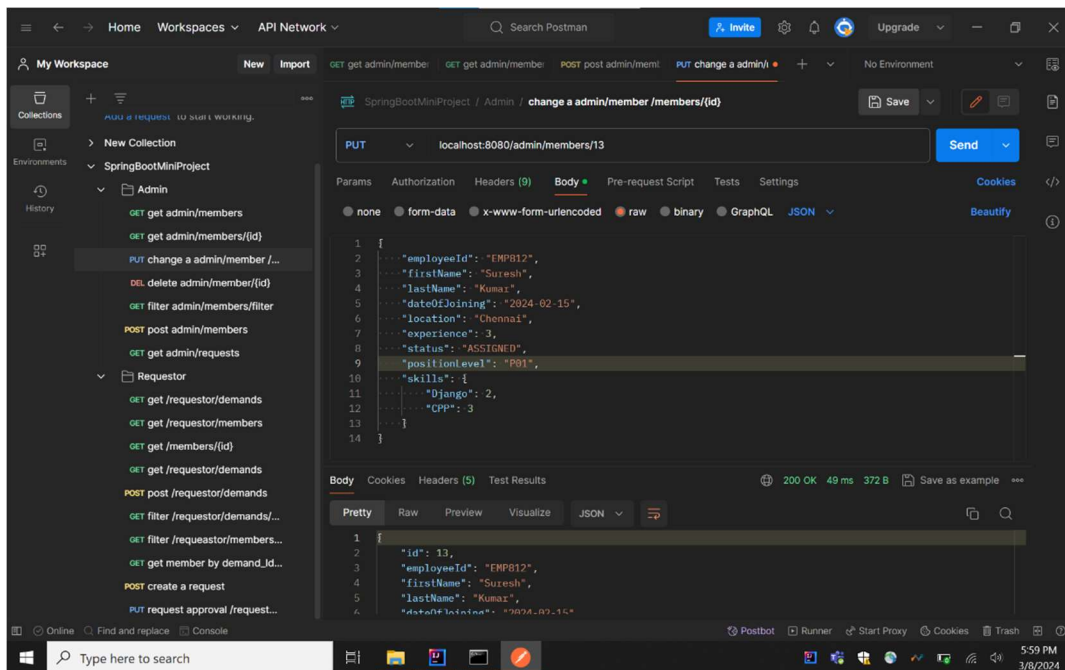 Home Workspaces API Network Search Postman Invite Upgrade
My Workspace New Import GET get admin/member GET get admin/member POST post admin/meml PUT change a admin/ No Environment
Collections
Environments
History
Add a request to start working.
New Collection
SpringBootMiniProject
Admin
GET get admin/members
GET get admin/members/{id}
PUT change a admin/member /...
DEL delete admin/member/{id}
GET filter admin/members/filter
POST post admin/members
GET get admin/requests
Requestor
GET get /requestor/demands
GET get /requestor/members
GET get /members/{id}
GET get /requestor/demands
POST post /requestor/demands
GET filter /requestor/demands/...
GET filter /requeastor/members...
GET get member by demand_Id...
POST create a request
PUT request approval /request...
HTTP SpringBootMiniProject / Admin / change a admin/member /members/{id} Save
PUT localhost:8080/admin/members/13 Send
Params Authorization Headers (9) Body Pre-request Script Tests Settings Cookies
none form-data x-www-form-urlencoded raw binary GraphQL JSON Beautify
1 {
2 "employeeId": "EMP812",
3 "firstName": "Suresh",
4 "lastName": "Kumar",
5 "dateOfJoining": "2024-02-15",
6 "location": "Chennai",
7 "experience": 3,
8 "status": "ASSIGNED",
9 "positionLevel": "P01",
10 "skills": {
11 "Django": 2,
12 "CPP": 3
13 }
14 }
Body Cookies Headers (5) Test Results 200 OK 49 ms 372 B Save as example
Pretty Raw Preview Visualize JSON
1 {
2 "id": 13,
3 "employeeId": "EMP812",
4 "firstName": "Suresh",
5 "lastName": "Kumar",
6 "dateOfJoining": "2024-02-15"
Online Find and replace Console Postbot Runner Start Proxy Cookies Trash
Type here to search 5:59 PM
3/8/2024